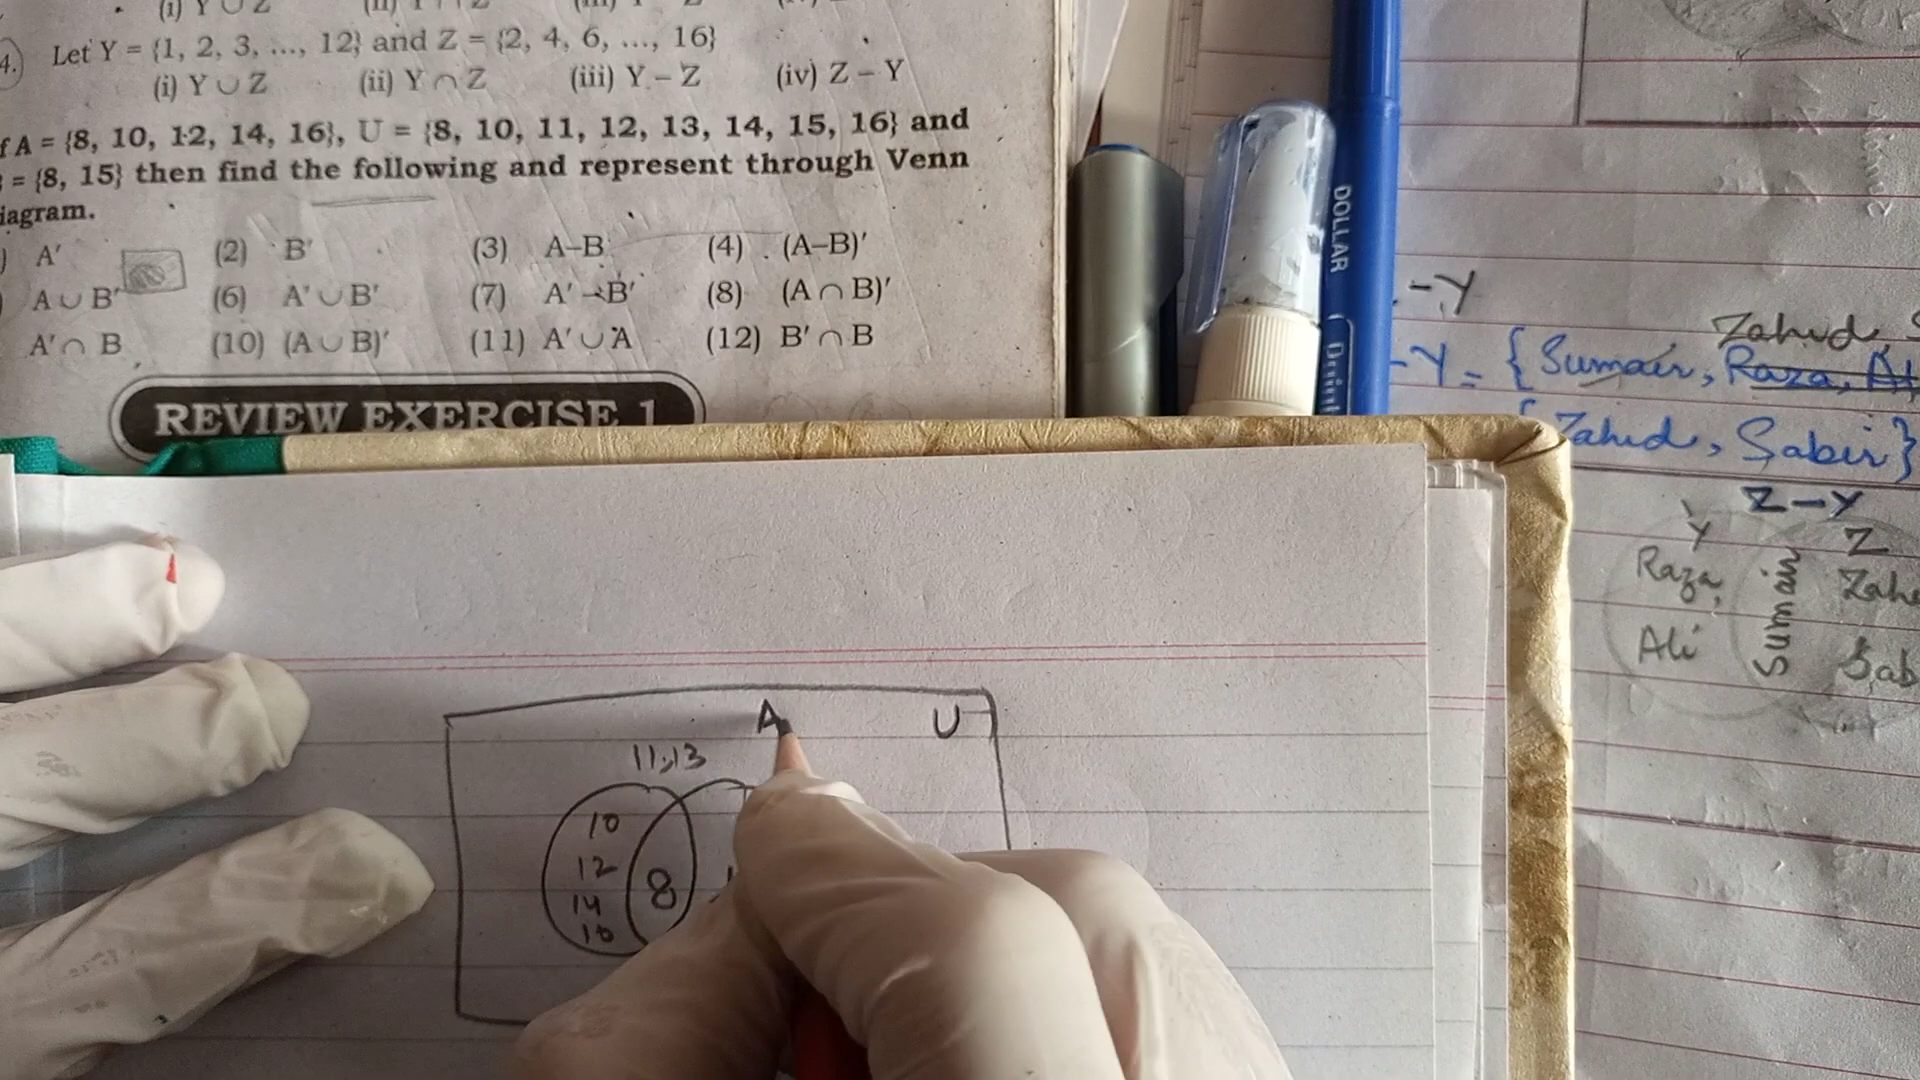 (i) Y ∪ Z
4. Let Y = {1, 2, 3, ..., 12} and Z = {2, 4, 6, ..., 16}
(i) Y ∪ Z (ii) Y ∩ Z (iii) Y – Z (iv) Z – Y
f A = {8, 10, 12, 14, 16}, U = {8, 10, 11, 12, 13, 14, 15, 16} and
= {8, 15} then find the following and represent through Venn
iagram.
) A′ (2) B′ (3) A–B (4) (A–B)′
A ∪ B′ (6) A′ ∪ B′ (7) A′ – B′ (8) (A ∩ B)′
A′ ∩ B (10) (A ∪ B)′ (11) A′ ∪ A (12) B′ ∩ B
REVIEW EXERCISE 1
DOLLAR
-Y
Zahid, S
-Y = {Sumair, Raza, Al
{Zahid, Sabir}
Z – Y
Y Z
Raza, Sumair Zahi
Ali Sab
A U
11,13
10
12
14 8
16